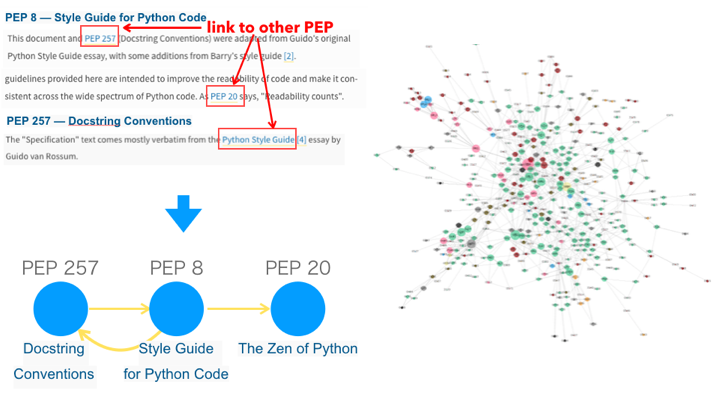 PEP 8 — Style Guide for Python Code
link to other PEP
This document and PEP 257 (Docstring Conventions) were adapted from Guido's original
Python Style Guide essay, with some additions from Barry's style guide [2].
guidelines provided here are intended to improve the readability of code and make it con-
sistent across the wide spectrum of Python code. As PEP 20 says, "Readability counts".
PEP 257 — Docstring Conventions
The "Specification" text comes mostly verbatim from the Python Style Guide [4] essay by
Guido van Rossum.
PEP 257 PEP 8 PEP 20
Docstring Style Guide The Zen of Python
Conventions for Python Code